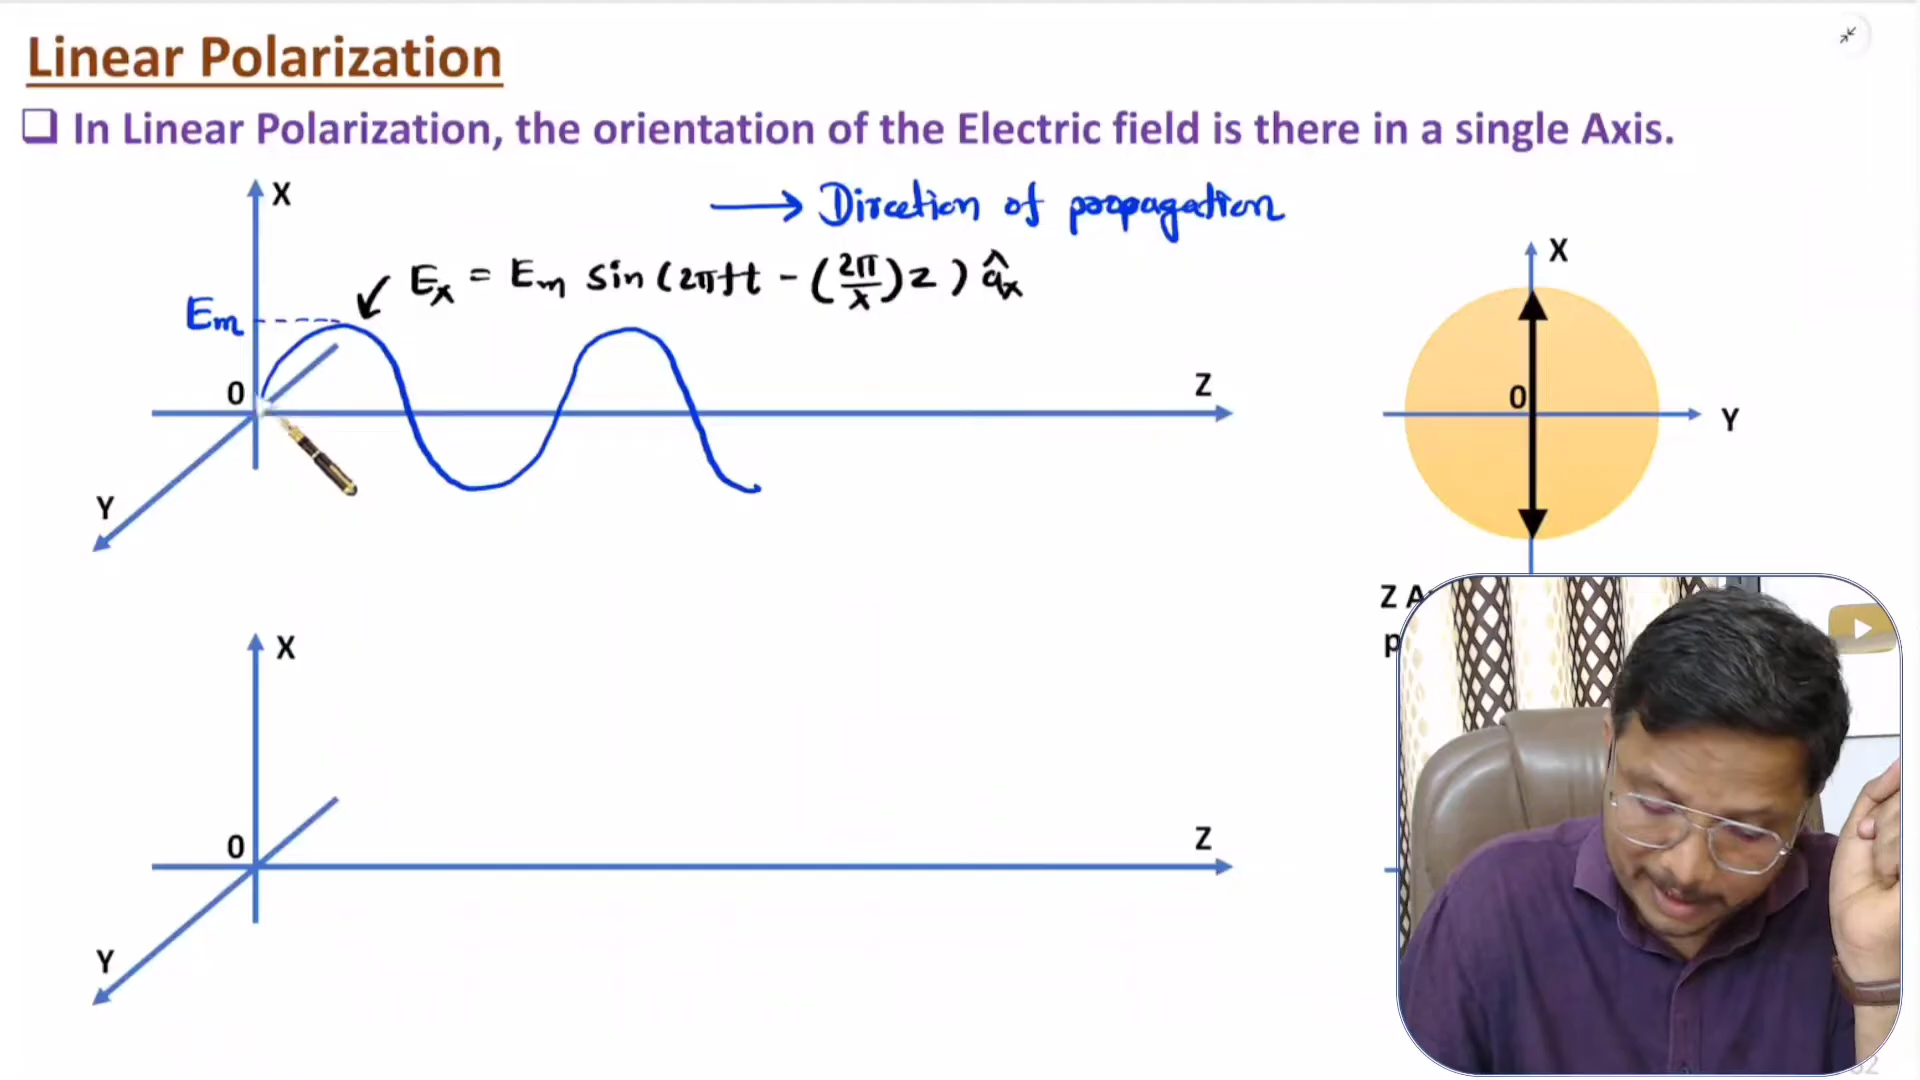 Linear Polarization
❑ In Linear Polarization, the orientation of the Electric field is there in a single Axis.
X
→ Direction of propagation
X
Ex = Em sin (2πft - (2π/λ)z) âx
Em
0
Z
0
Y
Y
Z
p
X
0
Z
Y